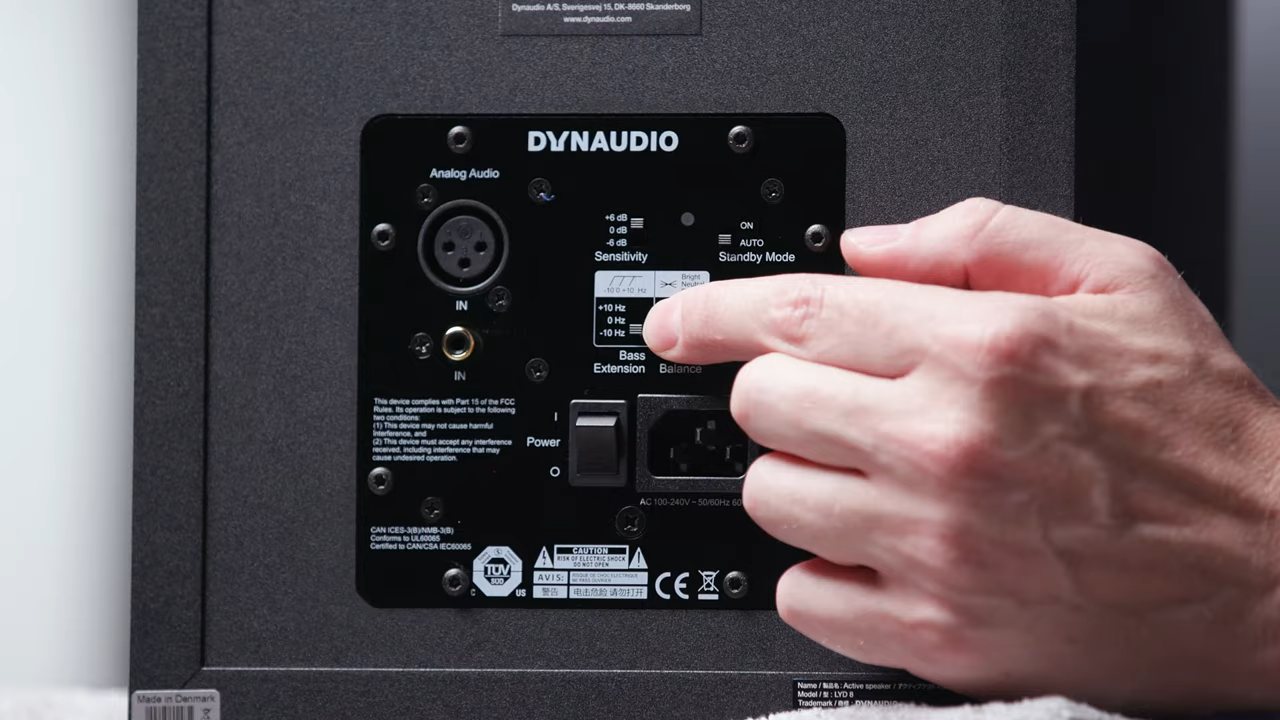 Dynaudio A/S, Sverigesvej 15, DK-8660 Skanderborg
www.dynaudio.com
DYNAUDIO
Analog Audio
IN
IN
+6 dB
0 dB
-6 dB
Sensitivity
ON
AUTO
Standby Mode
-10 0 +10 Hz
Bright
+10 Hz
0 Hz
-10 Hz
Bass
Extension
Balance
This device complies with Part 15 of the FCC
Rules. Its operation is subject to the following
two conditions:
(1) This device may not cause harmful
interference, and
(2) This device must accept any interference
received, including interference that may
cause undesired operation.
I
Power
O
AC 100-240V ~ 50/60Hz
CAN ICES-3(B)/NMB-3(B)
Conforms to UL60065
Certified to CAN/CSA IEC60065
TÜV
SÜD
C US
CAUTION
RISK OF ELECTRIC SHOCK
DO NOT OPEN
AVIS:
RISQUE DE CHOC ELECTRIQUE
NE PAS OUVRIR
警告
电击危险 请勿打开
CE
Made in Denmark
Name / 製品名 : Active speaker /
Model / 型 : LYD 8
Trademark / 商標 : DYNAUDIO